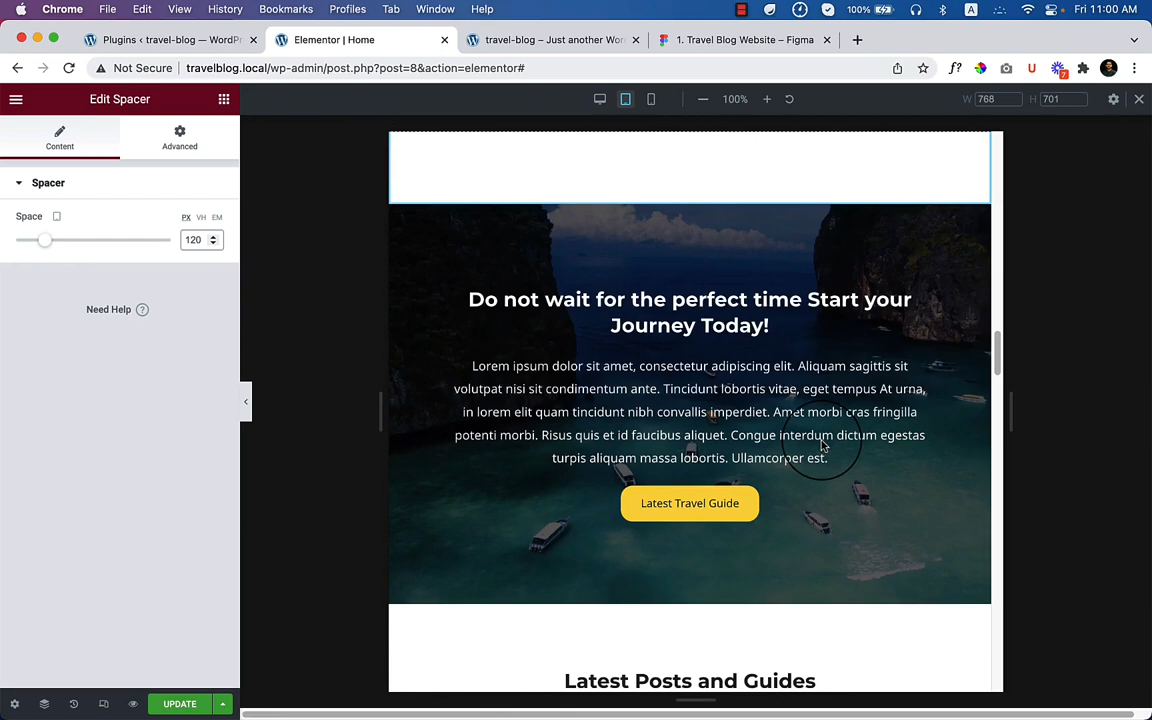 Chrome File Edit View History Bookmarks Profiles Tab Window Help
100% A Fri 11:00 AM
Plugins ‹ travel-blog — WordPr
Elementor | Home
travel-blog – Just another Wor
1. Travel Blog Website – Figma
Not Secure travelblog.local/wp-admin/post.php?post=8&action=elementor#
f? U 7
Edit Spacer
100%
W 768 H 701
Content
Advanced
Spacer
Space
PX VH EM
120
Need Help ?
Do not wait for the perfect time Start your
Journey Today!
Lorem ipsum dolor sit amet, consectetur adipiscing elit. Aliquam sagittis sit
volutpat nisi sit condimentum ante. Tincidunt lobortis vitae, eget tempus At urna,
in lorem elit quam tincidunt nibh convallis imperdiet. Amet morbi cras fringilla
potenti morbi. Risus quis et id faucibus aliquet. Congue interdum dictum egestas
turpis aliquam massa lobortis. Ullamcorper est.
Latest Travel Guide
Latest Posts and Guides
UPDATE